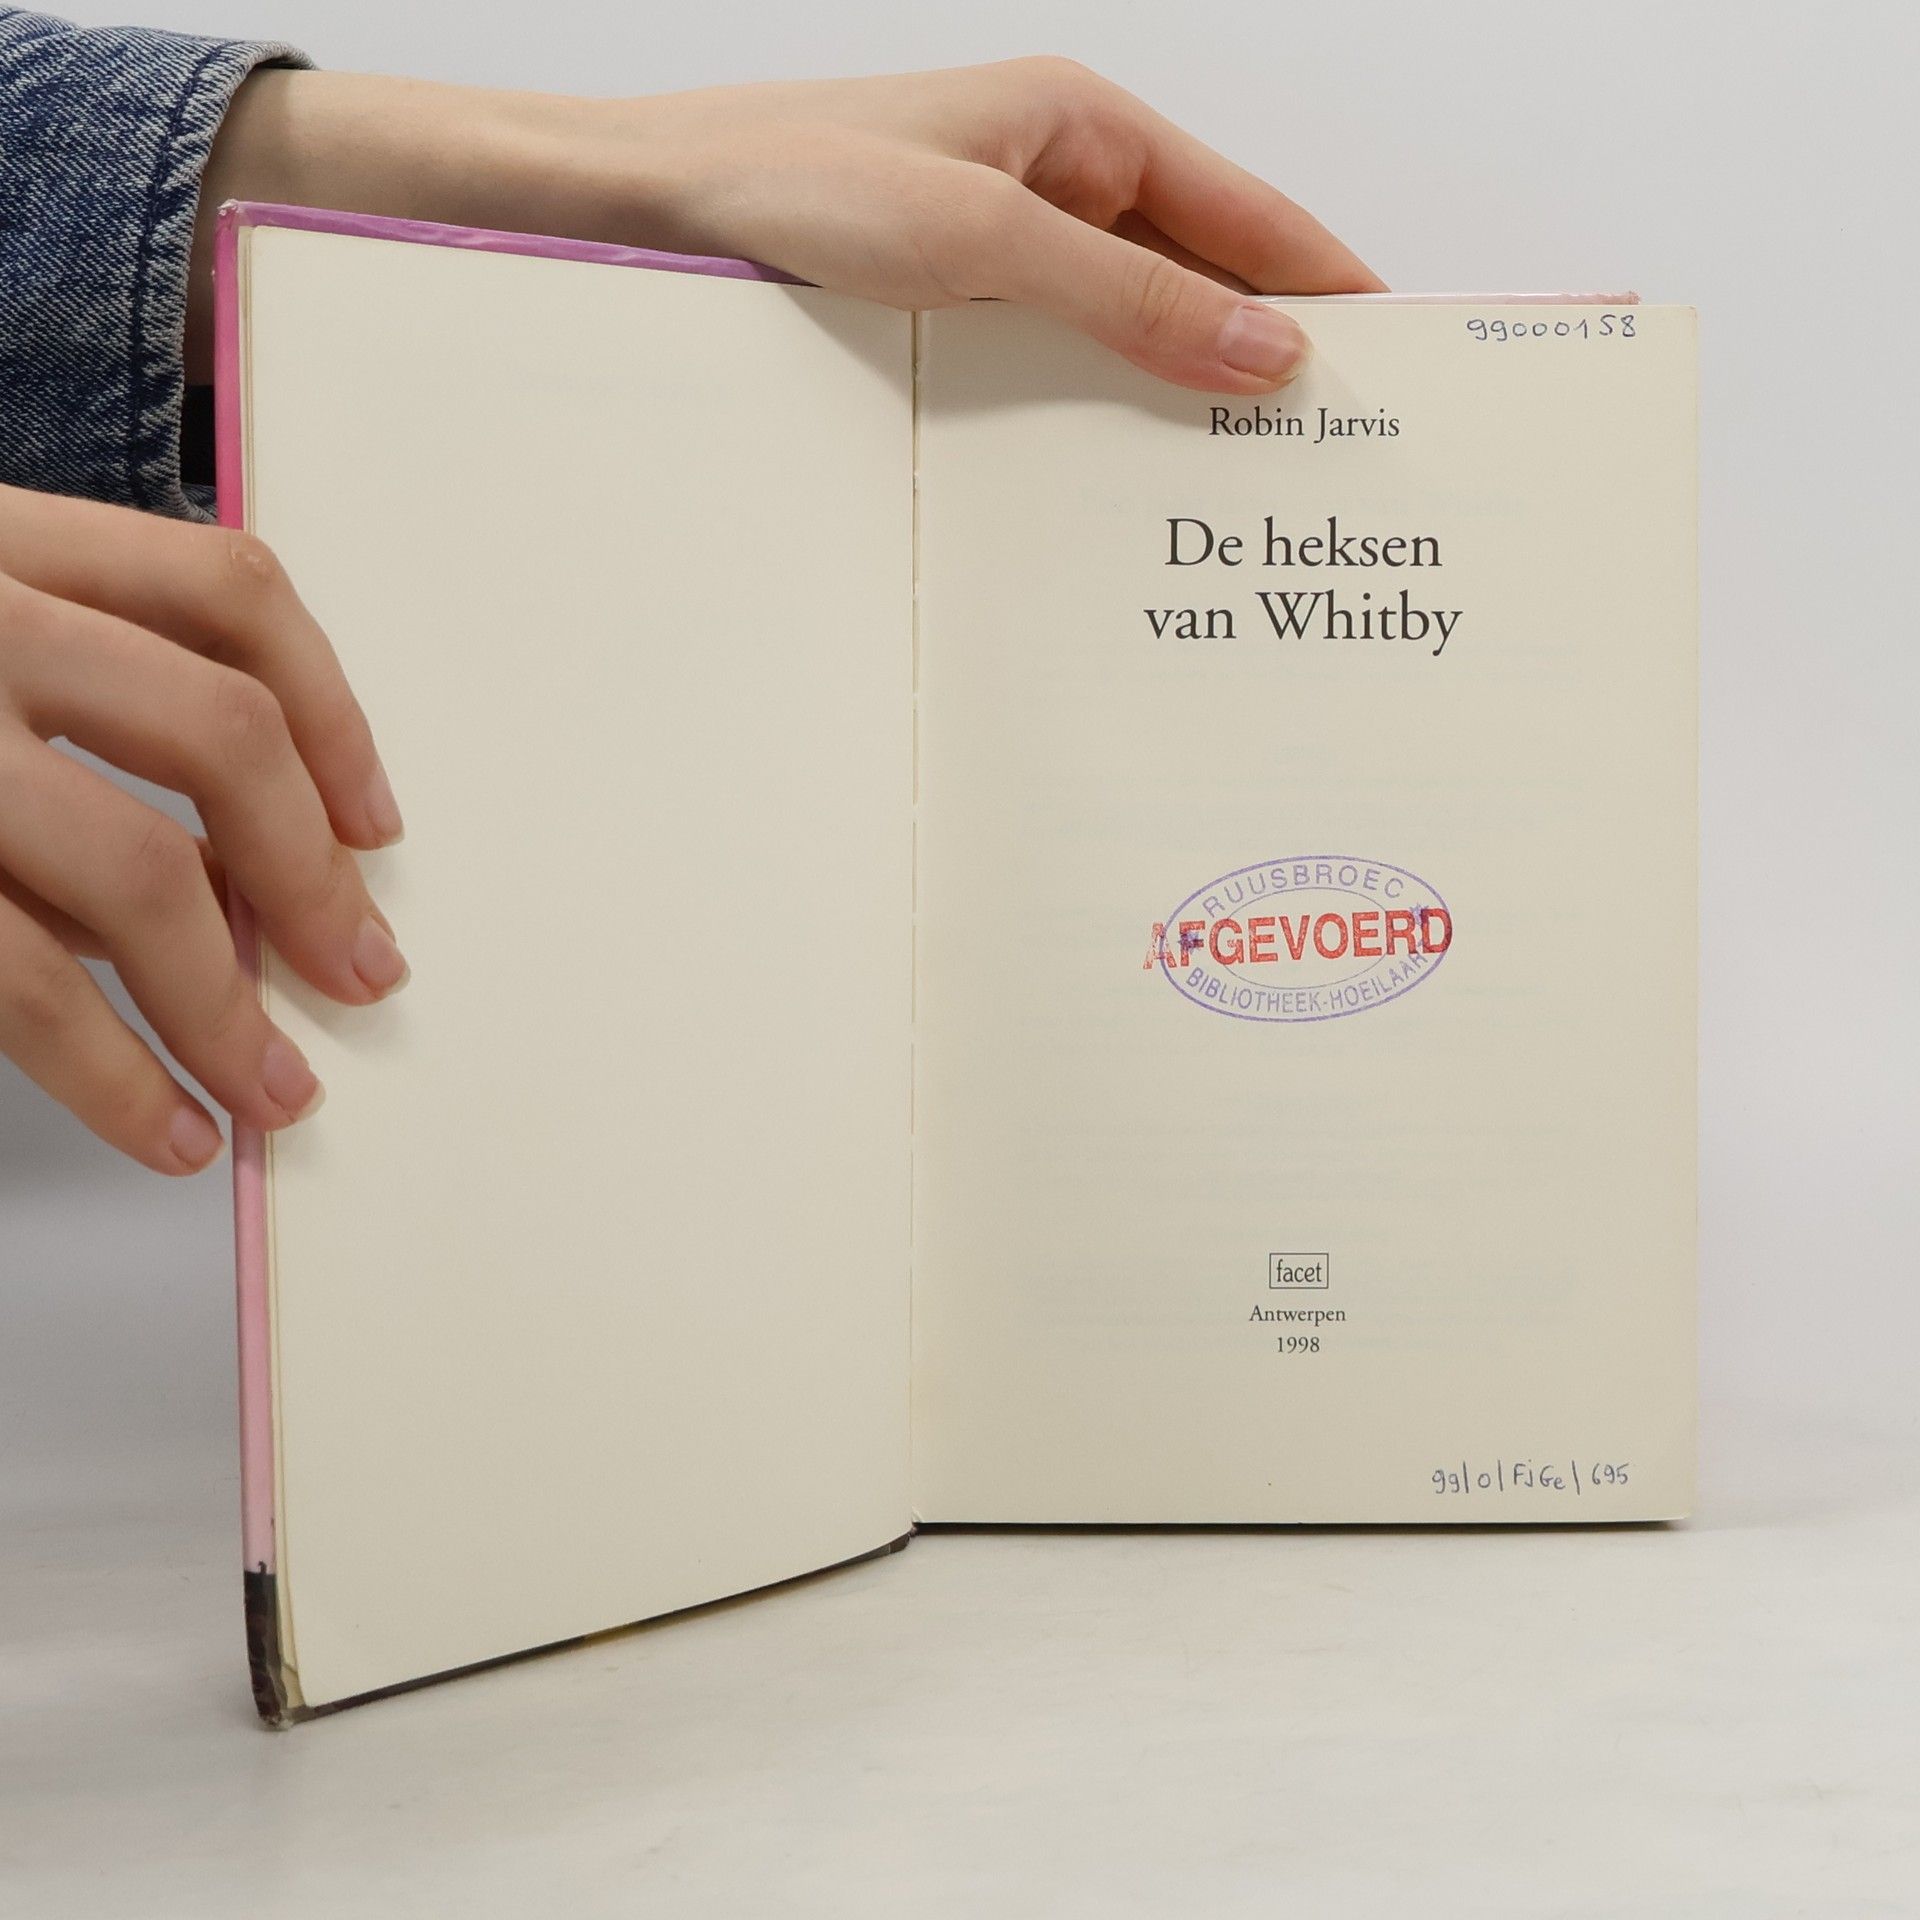 99000158
Robin Jarvis
De heksen
van Whitby
RUUSBROEC
AFGEVOERD
BIBLIOTHEEK-HOEILAART
facet
Antwerpen
1998
99/0/FjGe/695